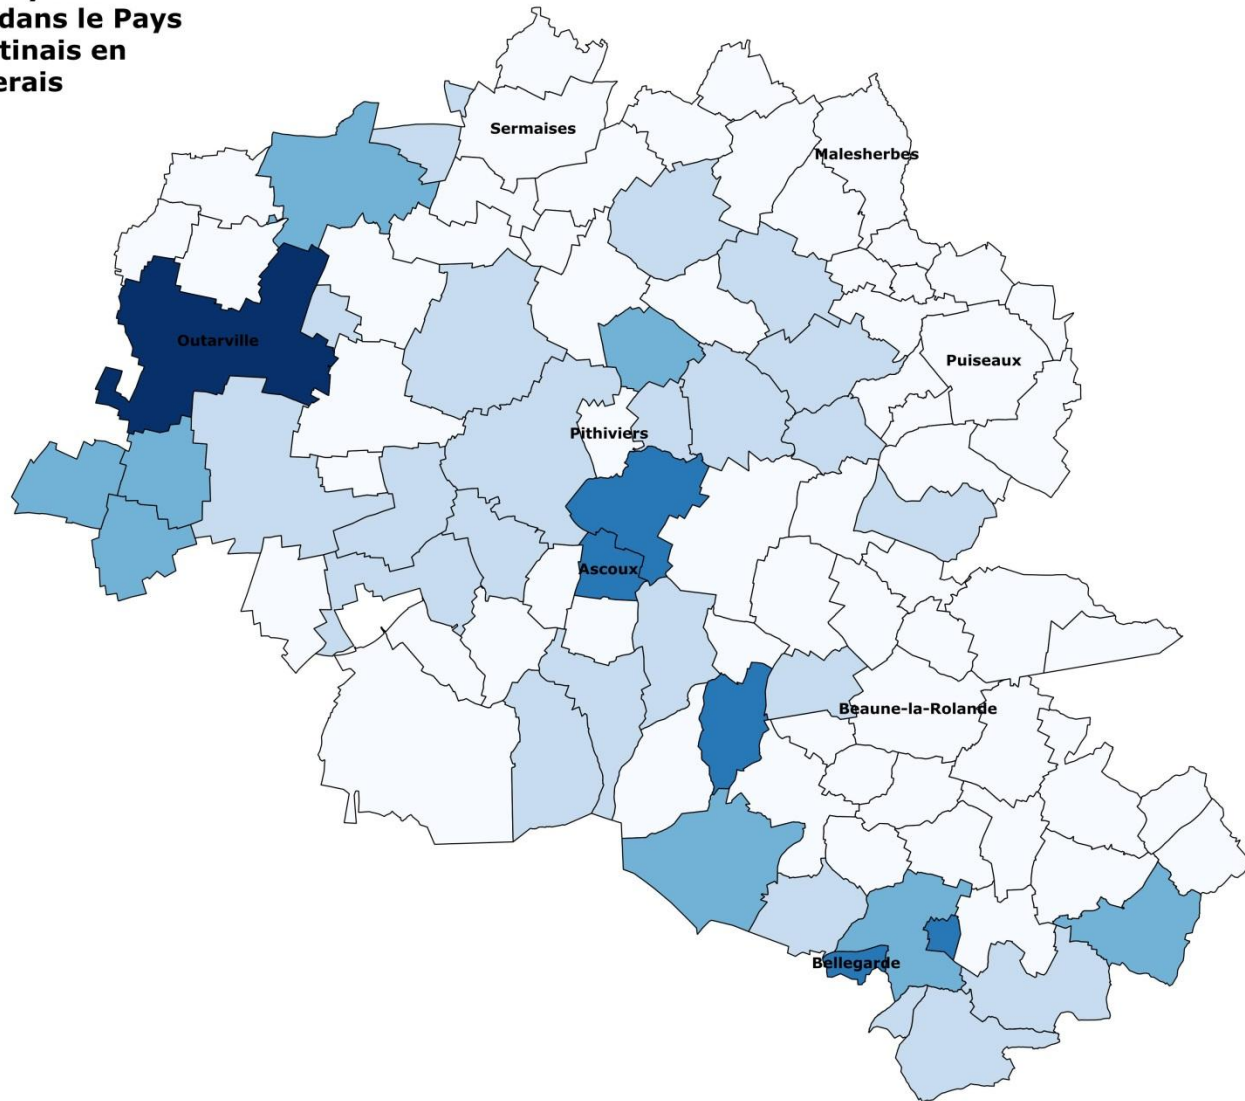 dans le Pays
tinais en
erais
Sermaises
Malesherbes
Outarville
Puiseaux
Pithiviers
Ascoux
Beaune-la-Rolande
Bellegarde